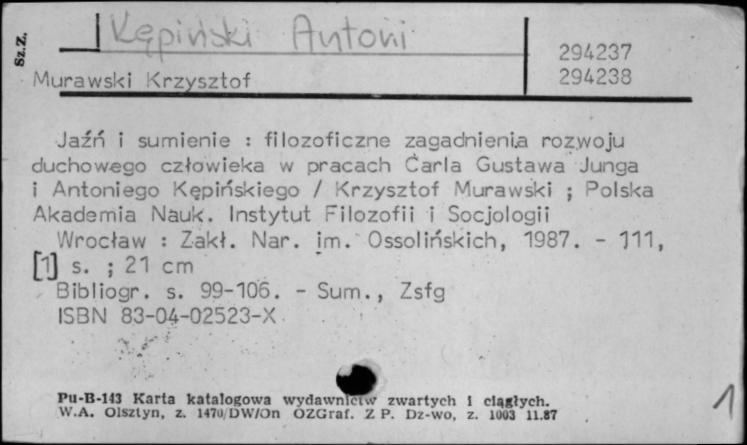 Sz.Z.
Kępiński Antoni
294237
294238
Murawski Krzysztof
Jaźń i sumienie : filozoficzne zagadnienia rozwoju
duchowego człowieka w pracach Carla Gustawa Junga
i Antoniego Kępińskiego / Krzysztof Murawski ; Polska
Akademia Nauk. Instytut Filozofii i Socjologii
Wrocław : Zakł. Nar. im. Ossolińskich, 1987. - 111,
[1] s. ; 21 cm
Bibliogr. s. 99-106. - Sum., Zsfg
ISBN 83-04-02523-X
Pu-B-143 Karta katalogowa wydawnictw zwartych i ciągłych.
W.A. Olsztyn, z. 1470/DW/On OZGraf. Z P. Dz-wo, z. 1003 11.87
1